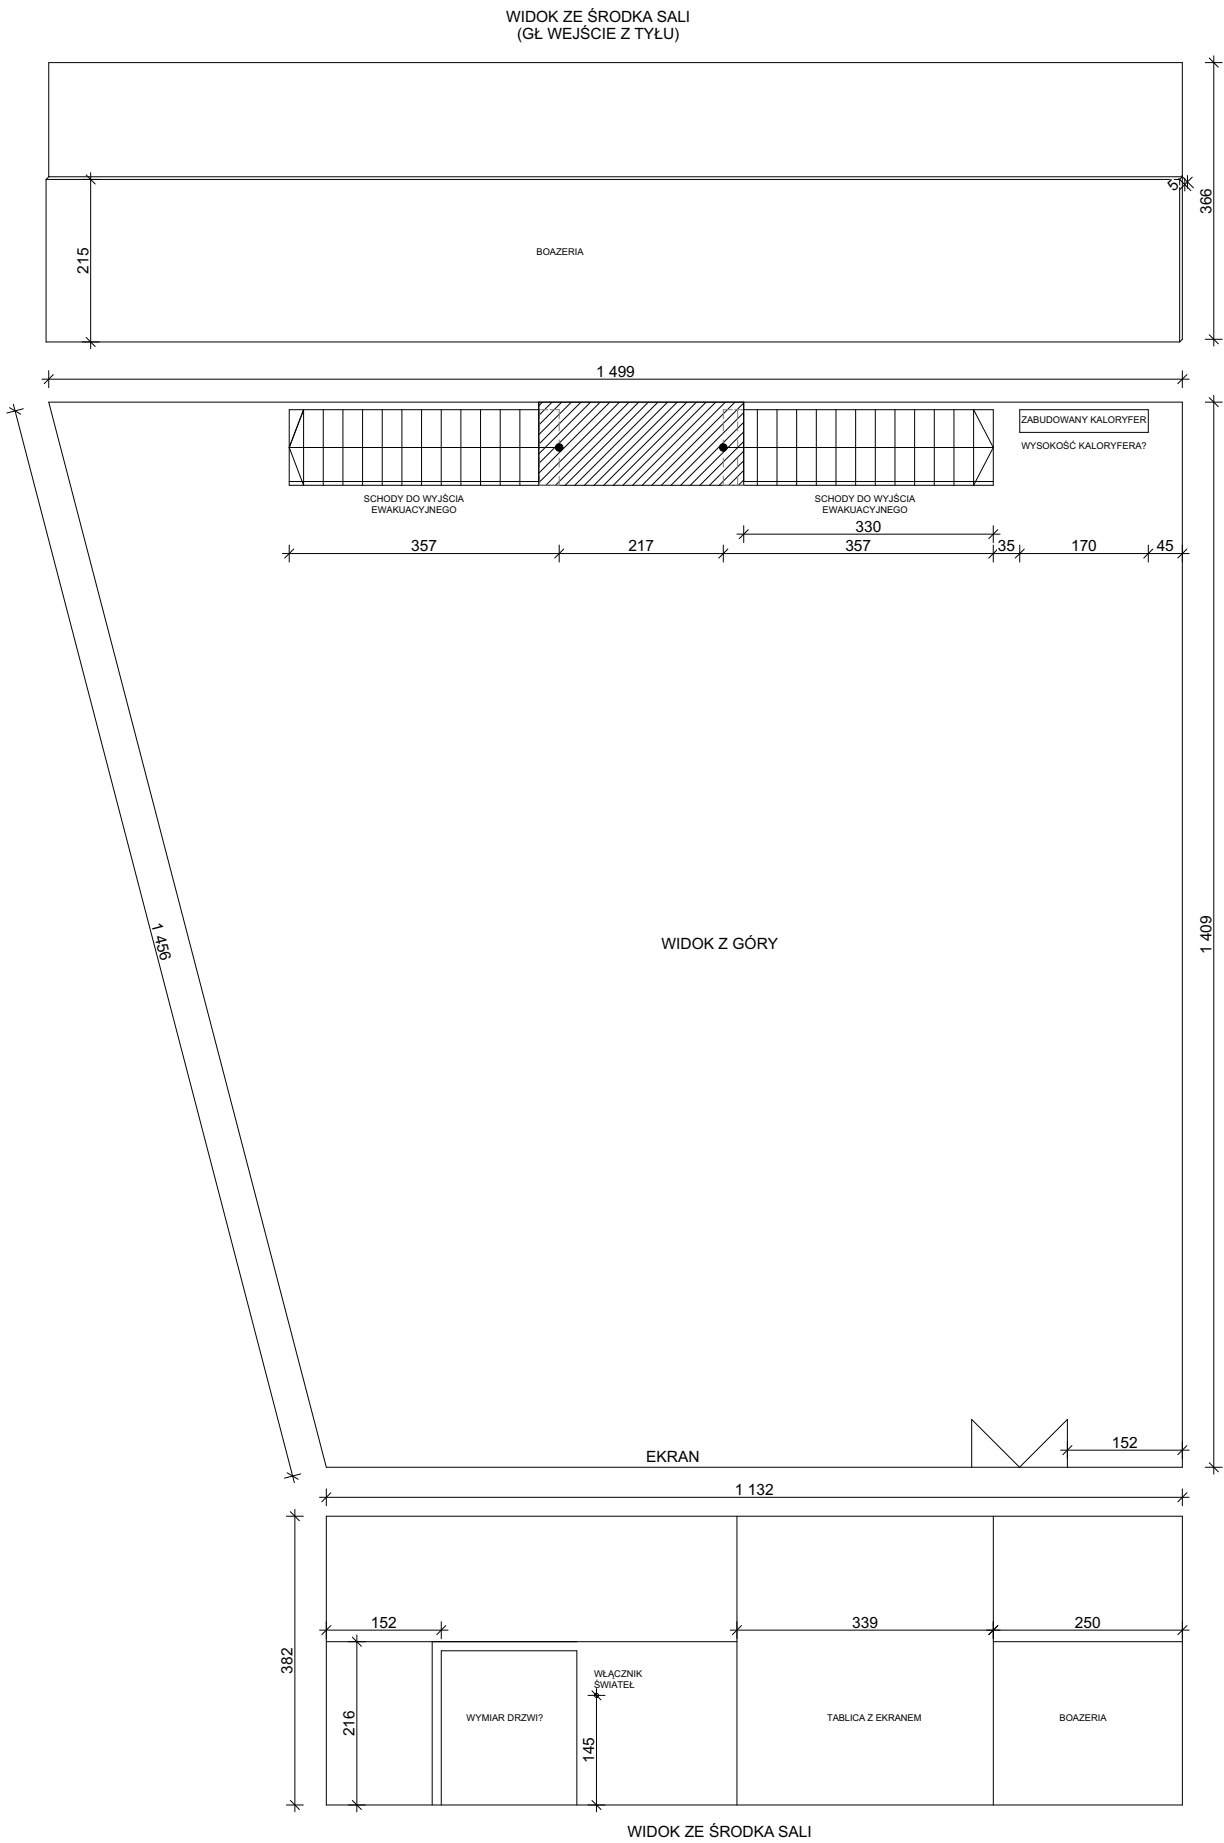 WIDOK ZE ŚRODKA SALI
(GŁ WEJŚCIE Z TYŁU)
5
366
215
BOAZERIA
1 499
ZABUDOWANY KALORYFER
WYSOKOŚĆ KALORYFERA?
SCHODY DO WYJŚCIA
EWAKUACYJNEGO
SCHODY DO WYJŚCIA
EWAKUACYJNEGO
330
357
217
357
35
170
45
1 456
WIDOK Z GÓRY
1 409
EKRAN
152
1 132
152
339
250
382
WŁĄCZNIK
ŚWIATEŁ
216
WYMIAR DRZWI?
145
TABLICA Z EKRANEM
BOAZERIA
WIDOK ZE ŚRODKA SALI